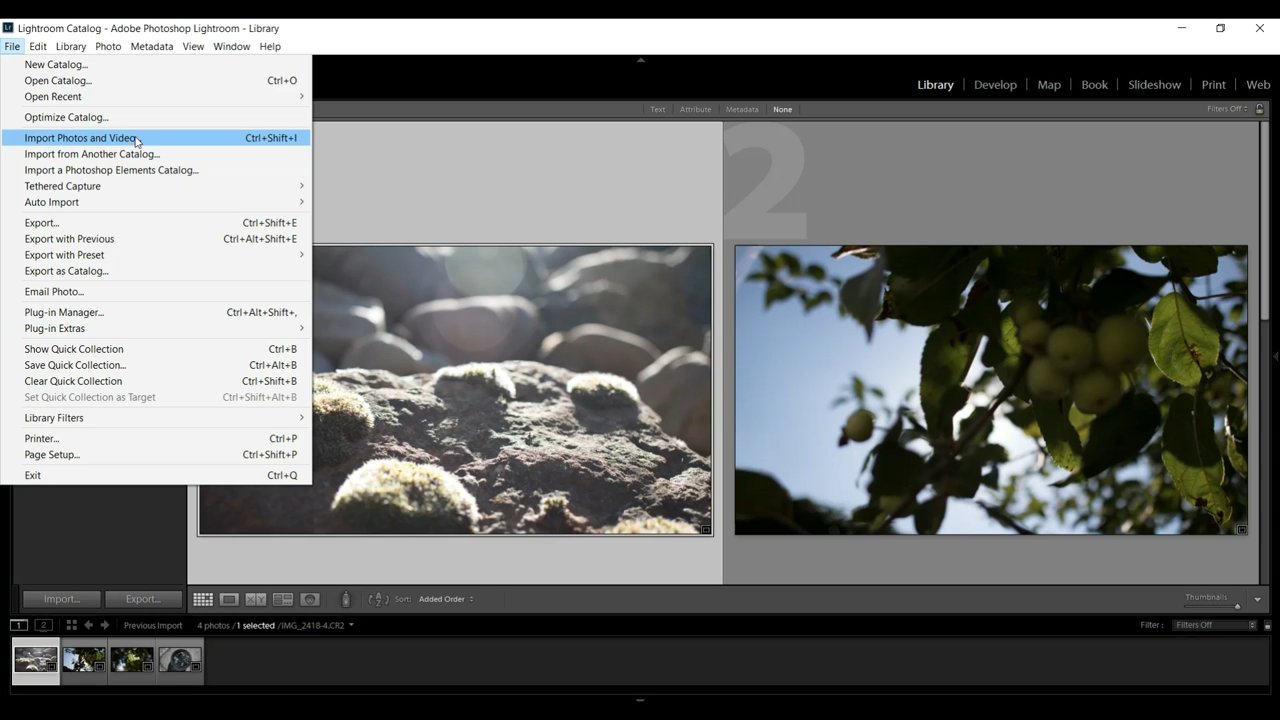 Lr Lightroom Catalog - Adobe Photoshop Lightroom - Library
File Edit Library Photo Metadata View Window Help
New Catalog...
Open Catalog... Ctrl+O
Open Recent
Optimize Catalog...
Import Photos and Video Ctrl+Shift+I
Import from Another Catalog...
Import a Photoshop Elements Catalog...
Tethered Capture
Auto Import
Export... Ctrl+Shift+E
Export with Previous Ctrl+Alt+Shift+E
Export with Preset
Export as Catalog...
Email Photo...
Plug-in Manager... Ctrl+Alt+Shift+,
Plug-in Extras
Show Quick Collection Ctrl+B
Save Quick Collection... Ctrl+Alt+B
Clear Quick Collection Ctrl+Shift+B
Set Quick Collection as Target Ctrl+Shift+Alt+B
Library Filters
Printer... Ctrl+P
Page Setup... Ctrl+Shift+P
Exit Ctrl+Q
Library | Develop | Map | Book | Slideshow | Print | Web
Text | Attribute | Metadata | None | Filters Off
2
Import... Export... XY Sort: Added Order Thumbnails
1 2 Previous Import 4 photos / 1 selected / IMG_2418-4.CR2 Filter : Filters Off